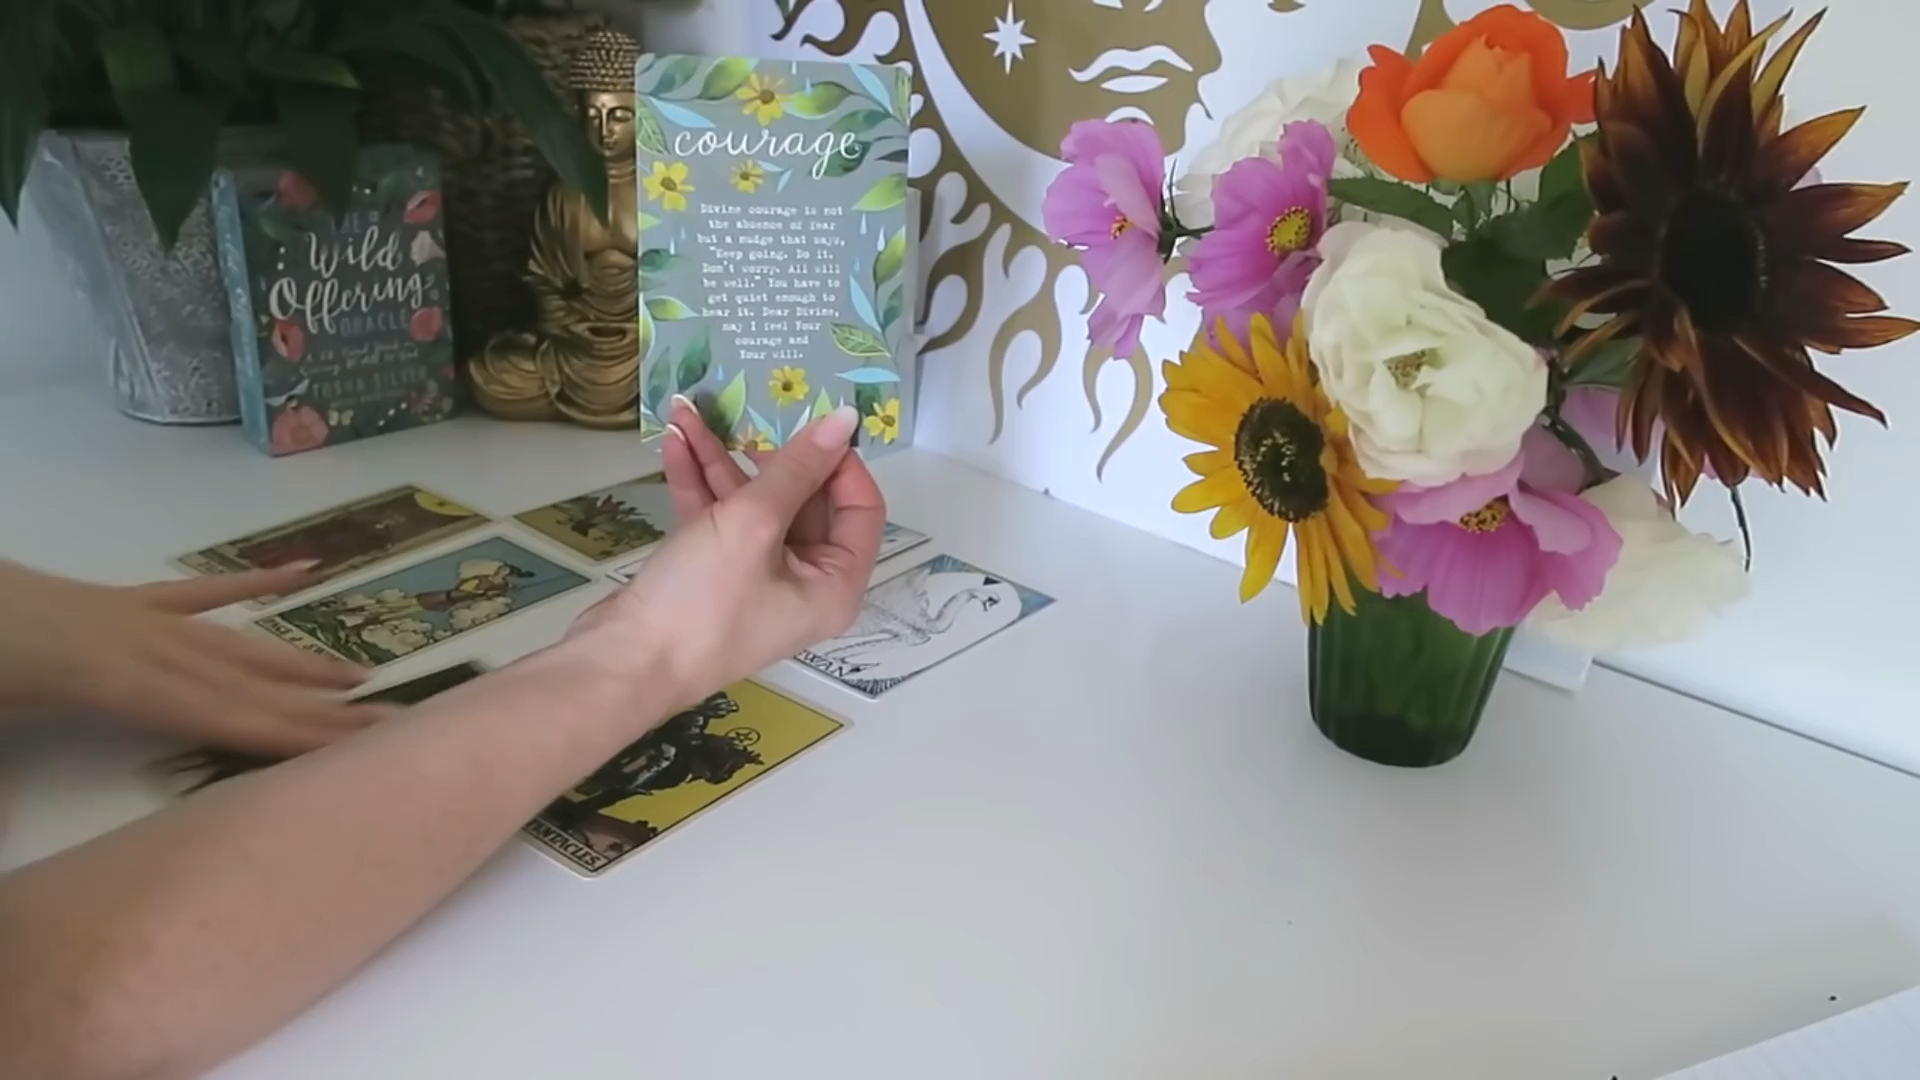 courage
Divine courage is not
the absence of fear
but a nudge that says,
"Keep going. Do it.
Don't worry. All will
be well." You have to
get quiet enough to
hear it. Dear Divine,
may I feel Your
courage and
Your will.
THE
Wild
Offering
ORACLE
TOSHA SILVER
PAGE of SW
SWAN
PENTACLES.